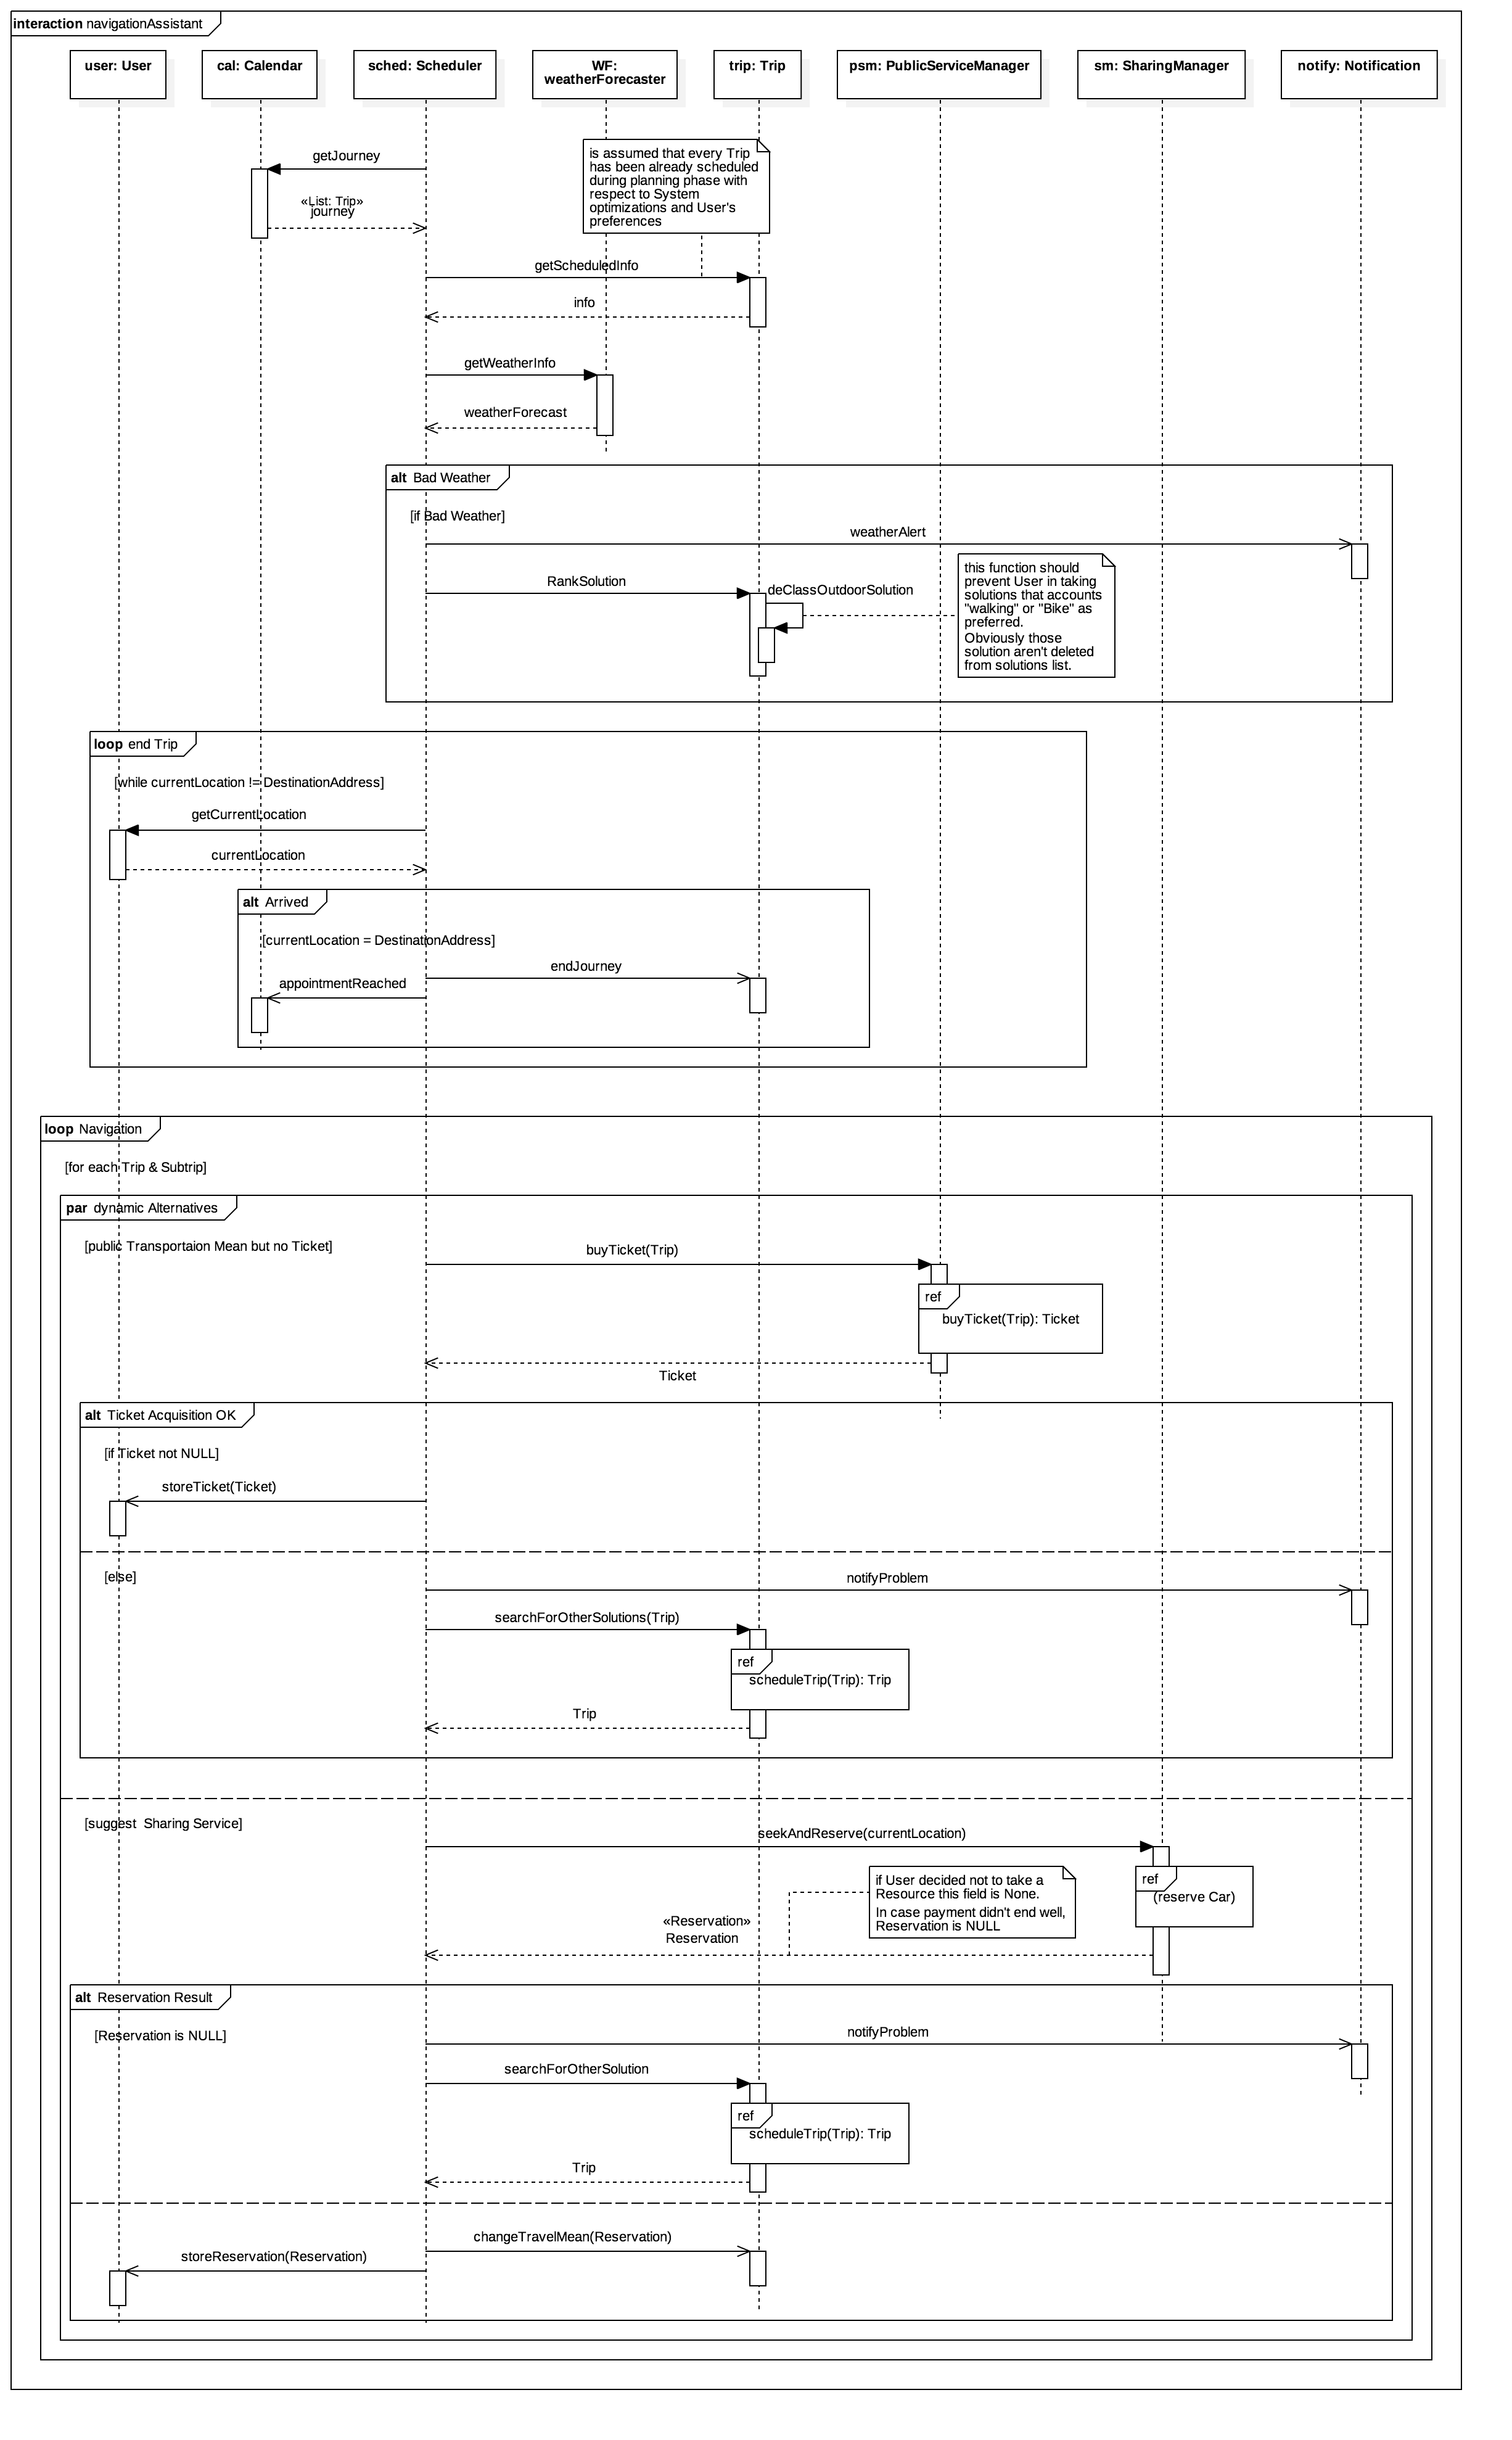 interaction navigationAssistant
user: User
cal: Calendar
sched: Scheduler
WF:
weatherForecaster
trip: Trip
psm: PublicServiceManager
sm: SharingManager
notify: Notification
is assumed that every Trip
has been already scheduled
during planning phase with
respect to System
optimizations and User's
preferences
getJourney
«List: Trip»
journey
getScheduledInfo
info
getWeatherInfo
weatherForecast
alt Bad Weather
[if Bad Weather]
weatherAlert
this function should
prevent User in taking
solutions that accounts
"walking" or "Bike" as
preferred.
Obviously those
solution aren't deleted
from solutions list.
RankSolution
deClassOutdoorSolution
loop end Trip
[while currentLocation != DestinationAddress]
getCurrentLocation
currentLocation
alt Arrived
[currentLocation = DestinationAddress]
endJourney
appointmentReached
loop Navigation
[for each Trip & Subtrip]
par dynamic Alternatives
[public Transportaion Mean but no Ticket]
buyTicket(Trip)
ref
buyTicket(Trip): Ticket
Ticket
alt Ticket Acquisition OK
[if Ticket not NULL]
storeTicket(Ticket)
[else]
notifyProblem
searchForOtherSolutions(Trip)
ref
scheduleTrip(Trip): Trip
Trip
[suggest  Sharing Service]
seekAndReserve(currentLocation)
ref
(reserve Car)
if User decided not to take a
Resource this field is None.
In case payment didn't end well,
Reservation is NULL
«Reservation»
Reservation
alt Reservation Result
[Reservation is NULL]
notifyProblem
searchForOtherSolution
ref
scheduleTrip(Trip): Trip
Trip
changeTravelMean(Reservation)
storeReservation(Reservation)